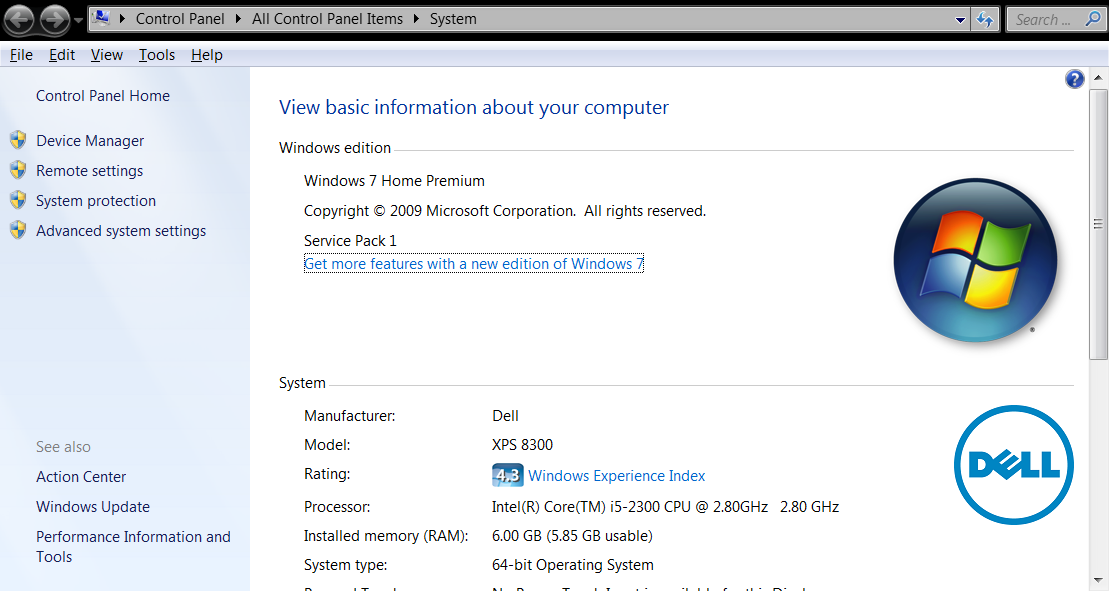 Control Panel All Control Panel Items System
Search ...
File Edit View Tools Help
Control Panel Home
Device Manager
Remote settings
System protection
Advanced system settings
See also
Action Center
Windows Update
Performance Information and
Tools
View basic information about your computer
Windows edition
Windows 7 Home Premium
Copyright © 2009 Microsoft Corporation. All rights reserved.
Service Pack 1
Get more features with a new edition of Windows 7
System
Manufacturer: Dell
Model: XPS 8300
Rating: 4,3 Windows Experience Index
Processor: Intel(R) Core(TM) i5-2300 CPU @ 2.80GHz 2.80 GHz
Installed memory (RAM): 6.00 GB (5.85 GB usable)
System type: 64-bit Operating System
DELL